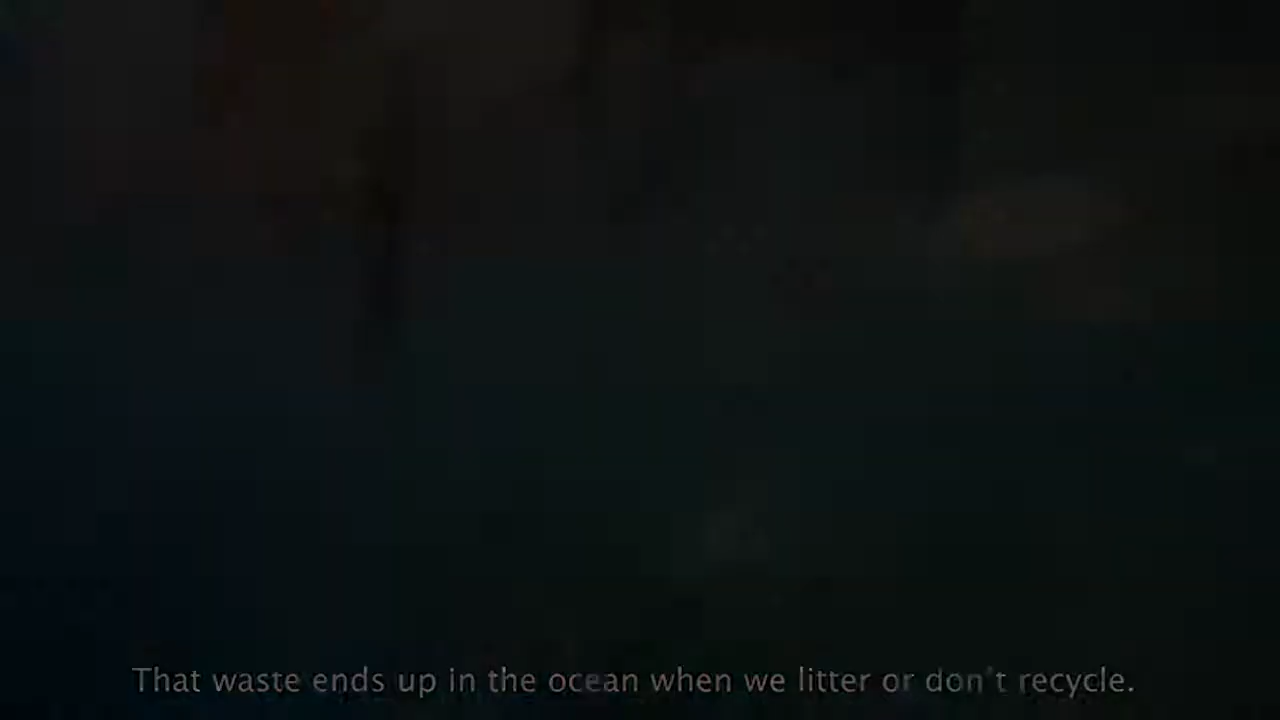 That waste ends up in the ocean when we litter or don't recycle.